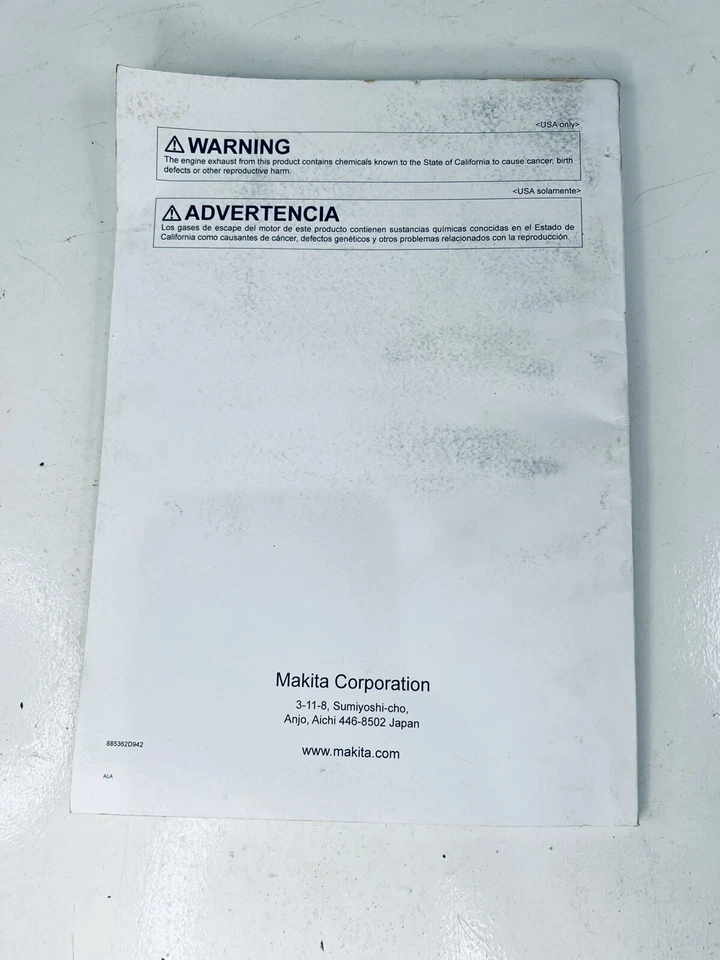 <USA only>
WARNING
The engine exhaust from this product contains chemicals known to the State of California to cause cancer, birth
defects or other reproductive harm.
<USA solamente>
ADVERTENCIA
Los gases de escape del motor de este producto contienen sustancias químicas conocidas en el Estado de
California como causantes de cáncer, defectos genéticos y otros problemas relacionados con la reproducción.
Makita Corporation
3-11-8, Sumiyoshi-cho,
Anjo, Aichi 446-8502 Japan
885362D942
www.makita.com
ALA